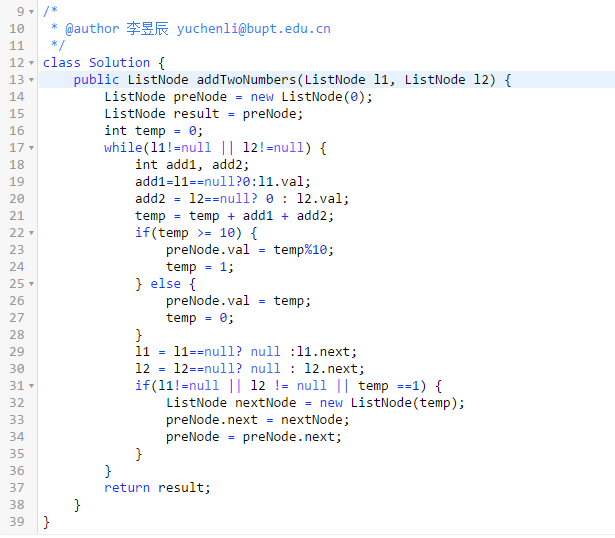 9 /*
10  * @author 李昱辰 yuchenli@bupt.edu.cn
11  */
12 class Solution {
13     public ListNode addTwoNumbers(ListNode l1, ListNode l2) {
14         ListNode preNode = new ListNode(0);
15         ListNode result = preNode;
16         int temp = 0;
17         while(l1!=null || l2!=null) {
18             int add1, add2;
19             add1=l1==null?0:l1.val;
20             add2 = l2==null? 0 : l2.val;
21             temp = temp + add1 + add2;
22             if(temp >= 10) {
23                 preNode.val = temp%10;
24                 temp = 1;
25             } else {
26                 preNode.val = temp;
27                 temp = 0;
28             }
29             l1 = l1==null? null :l1.next;
30             l2 = l2==null? null : l2.next;
31             if(l1!=null || l2 != null || temp ==1) {
32                 ListNode nextNode = new ListNode(temp);
33                 preNode.next = nextNode;
34                 preNode = preNode.next;
35             }
36         }
37         return result;
38     }
39 }